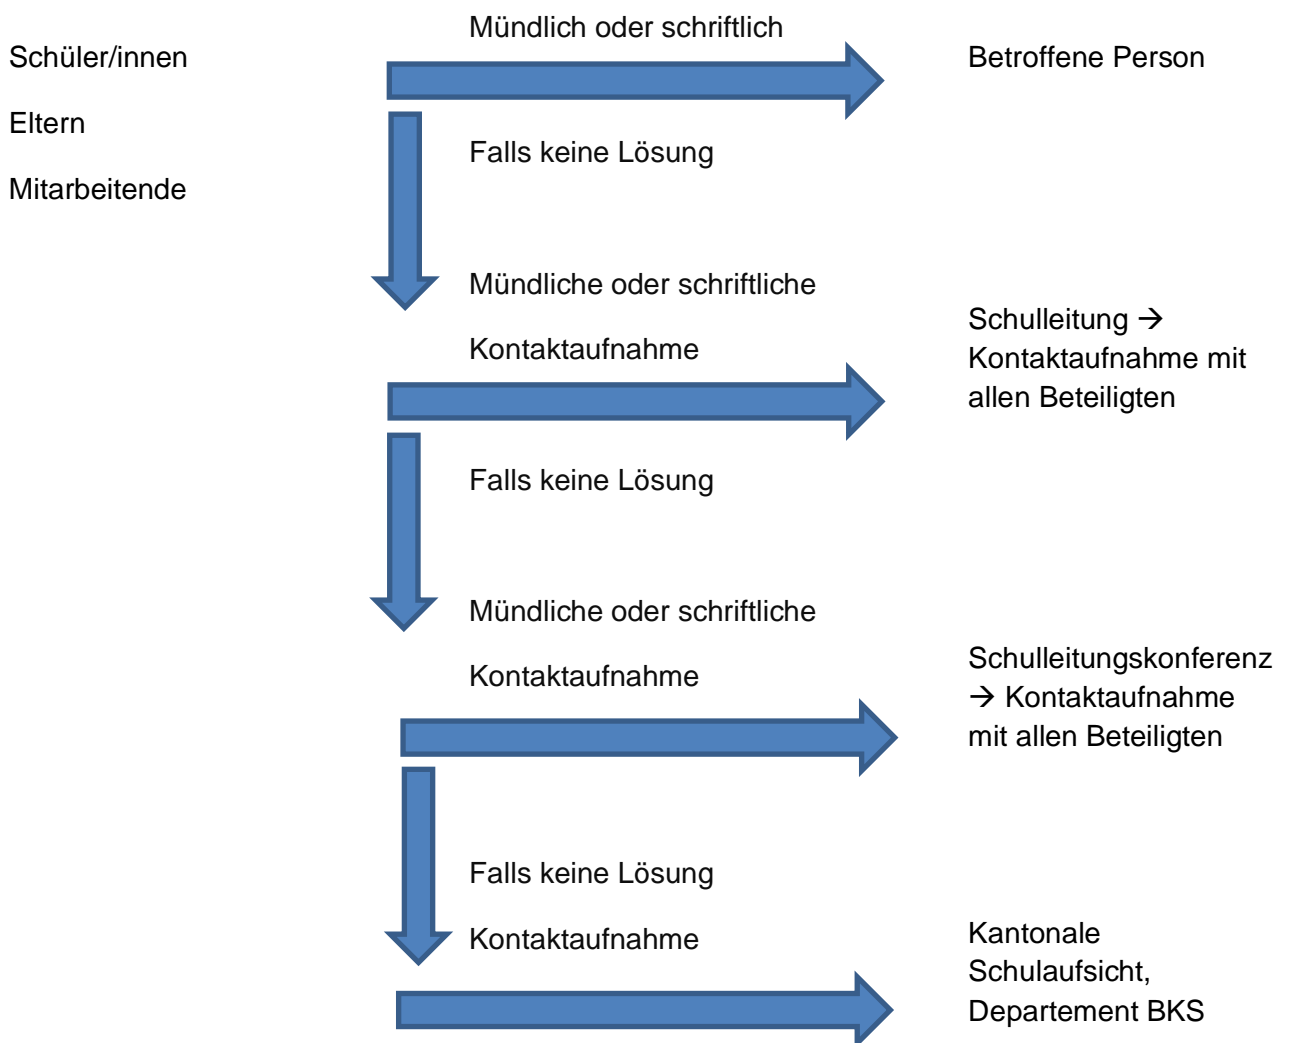 Mündlich oder schriftlich
Schüler/innen
Betroffene Person
Eltern
Falls keine Lösung
Mitarbeitende
Mündliche oder schriftliche
Kontaktaufnahme
Schulleitung →
Kontaktaufnahme mit
allen Beteiligten
Falls keine Lösung
Mündliche oder schriftliche
Kontaktaufnahme
Schulleitungskonferenz
→ Kontaktaufnahme
mit allen Beteiligten
Falls keine Lösung
Kontaktaufnahme
Kantonale
Schulaufsicht,
Departement BKS